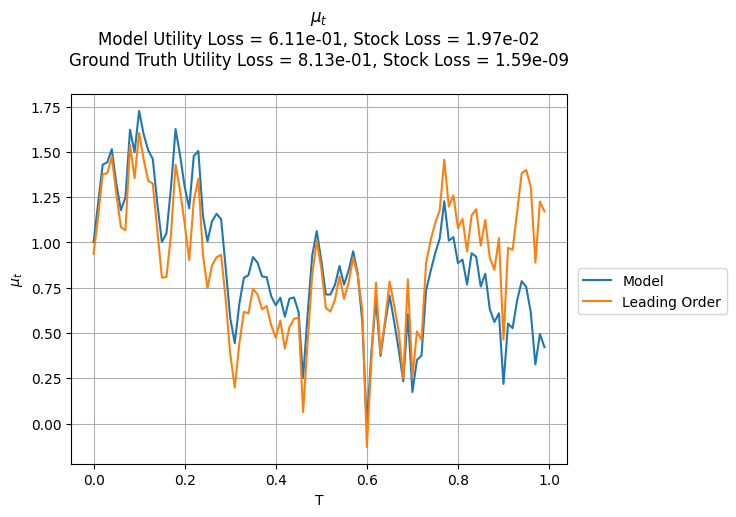 μt
Model Utility Loss = 6.11e-01, Stock Loss = 1.97e-02
Ground Truth Utility Loss = 8.13e-01, Stock Loss = 1.59e-09
1.75
1.50
1.25
1.00
0.75
0.50
0.25
0.00
μt
0.0
0.2
0.4
0.6
0.8
1.0
T
Model
Leading Order